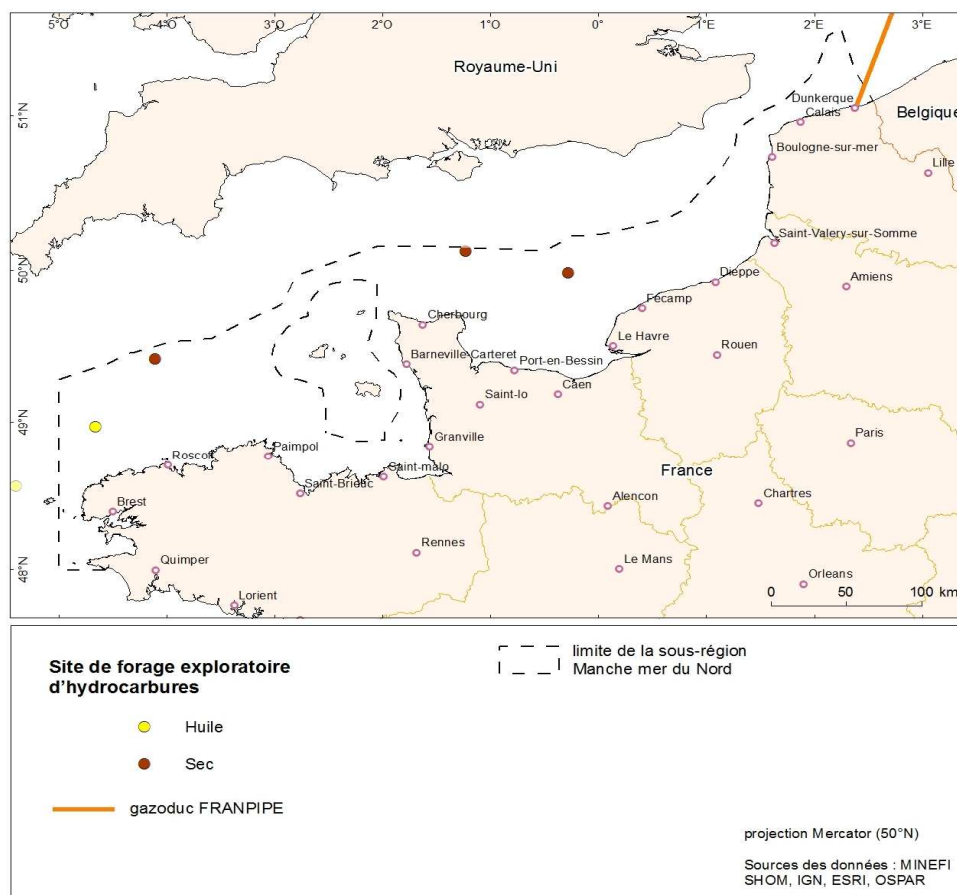 5°O 4°O 3°O 2°O 1°O 0° 1°E 2°E 3°E
Royaume-Uni
51°N
Dunkerque
Calais
Belgique
Boulogne-sur-mer
Lille
Saint-Valery-sur-Somme
50°N
Dieppe
Amiens
Fécamp
Cherbourg
Le Havre
Rouen
Barneville-Carteret
Port-en-Bessin
Caen
Saint-lo
49°N
Granville
Paris
Roscoff
Paimpol
Saint-malo
France
Saint-Brieuc
Alencon
Chartres
Brest
Rennes
Quimper
Le Mans
Orleans
48°N
Lorient
0 50 100 km
Site de forage exploratoire
d'hydrocarbures
limite de la sous-région
Manche mer du Nord
Huile
Sec
gazoduc FRANPIPE
projection Mercator (50°N)
Sources des données : MINEFI
SHOM, IGN, ESRI, OSPAR